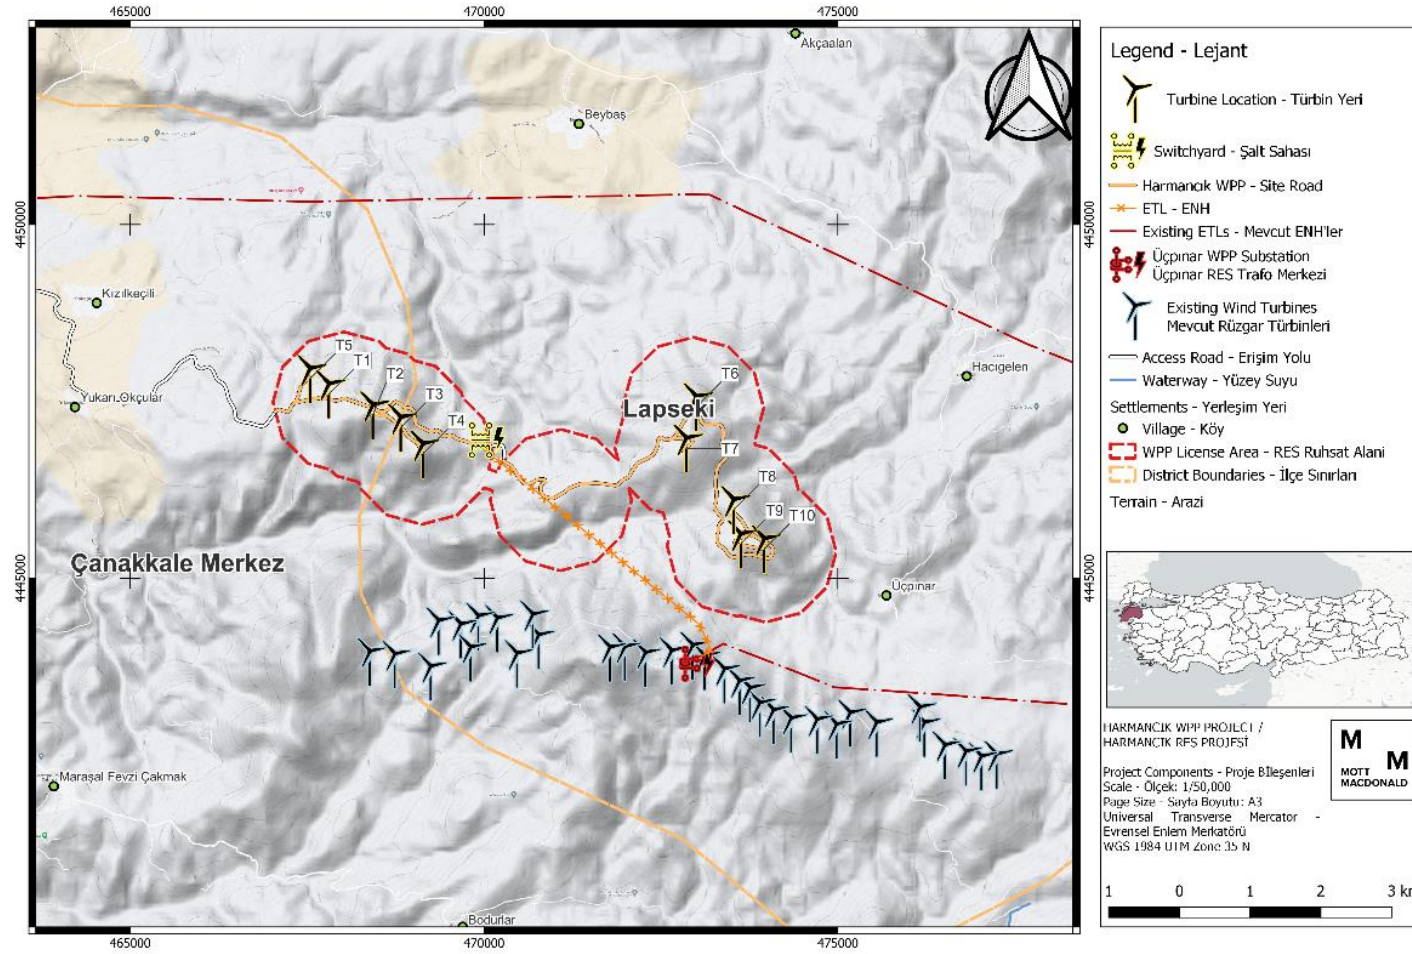 465000
470000
475000
Akçaalan
Beybaş
4450000
4450000
Kızılkeçili
Hacıgelen
Yukarı Okçular
T5
T1
T2
T3
T4
T6
Lapseki
T7
T8
T9
T10
Çanakkale Merkez
4445000
4445000
Üçpınar
Maraşal Fevzi Çakmak
Bodurlar
465000
470000
475000
Legend - Lejant
Turbine Location - Türbin Yeri
Switchyard - Şalt Sahası
Harmancık WPP - Site Road
ETL - ENH
Existing ETLs - Mevcut ENH'ler
Üçpınar WPP Substation
Üçpınar RES Trafo Merkezi
Existing Wind Turbines
Mevcut Rüzgar Türbinleri
Access Road - Erişim Yolu
Waterway - Yüzey Suyu
Settlements - Yerleşim Yeri
Village - Köy
WPP License Area - RES Ruhsat Alani
District Boundaries - İlçe Sınırları
Terrain - Arazi
HARMANCIK WPP PROJECT /
HARMANCIK RES PROJESİ
Project Components - Proje Bileşenleri
Scale - Ölçek: 1/50,000
Page Size - Sayfa Boyutu: A3
Universal Transverse Mercator -
Evrensel Enlem Merkatörü
WGS 1984 UTM Zone 35 N
M
M
MOTT
MACDONALD
1 0 1 2 3 km